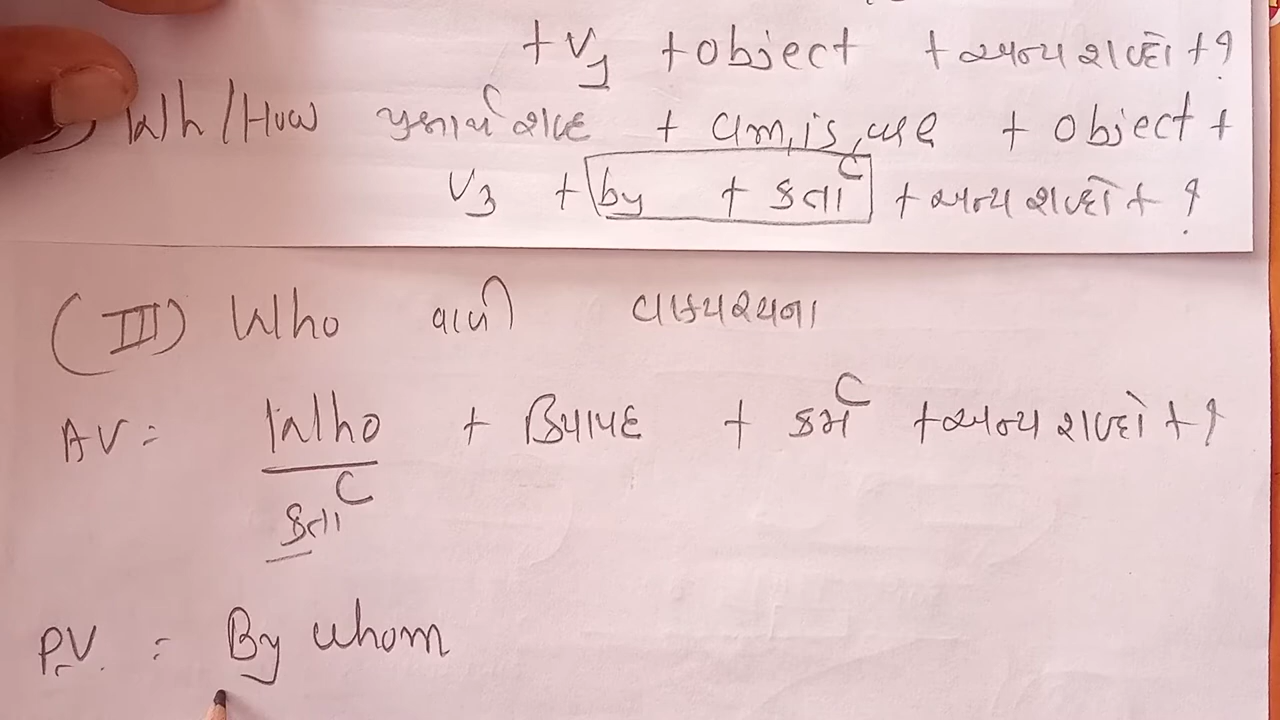 + V1 + object + અન્ય શબ્દો + ?
Wh/How પ્રશ્નાર્થ શબ્દ + am, is, are + object +
V3 + by + કર્તા + અન્ય શબ્દો + ?
(III) Who વાળી વાક્યરચના
AV: Who + ક્રિયાપદ + કર્મ + અન્ય શબ્દો + ?
કર્તા
P.V. : By whom